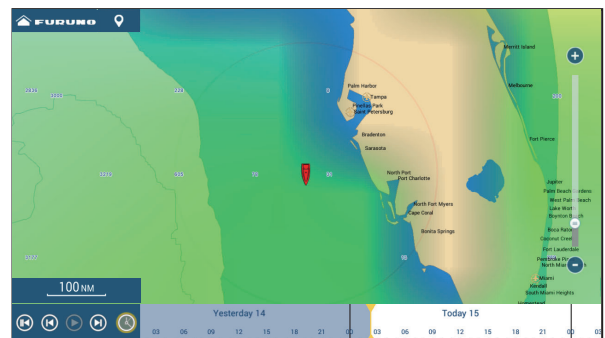 FURUNO
Merritt Island
Palm Harbor
Melbourne
Tampa
Pinellas Park
Saint Petersburg
Bradenton
Fort Pierce
Sarasota
North Port
Port Charlotte
Jupiter
Palm Beach Gardens
North Fort Myers
West Palm Beach
Cape Coral
Lake Worth
Boynton Beach
Bonita Springs
Boca Raton
Coconut Creek
Fort Lauderdale
Pembroke Pines
North Miami
Miami
Kendall
South Miami Heights
Homestead
100 NM
Yesterday 14
Today 15
03 06 09 12 15 18 21 00 03 06 09 12 15 18 21 00 03